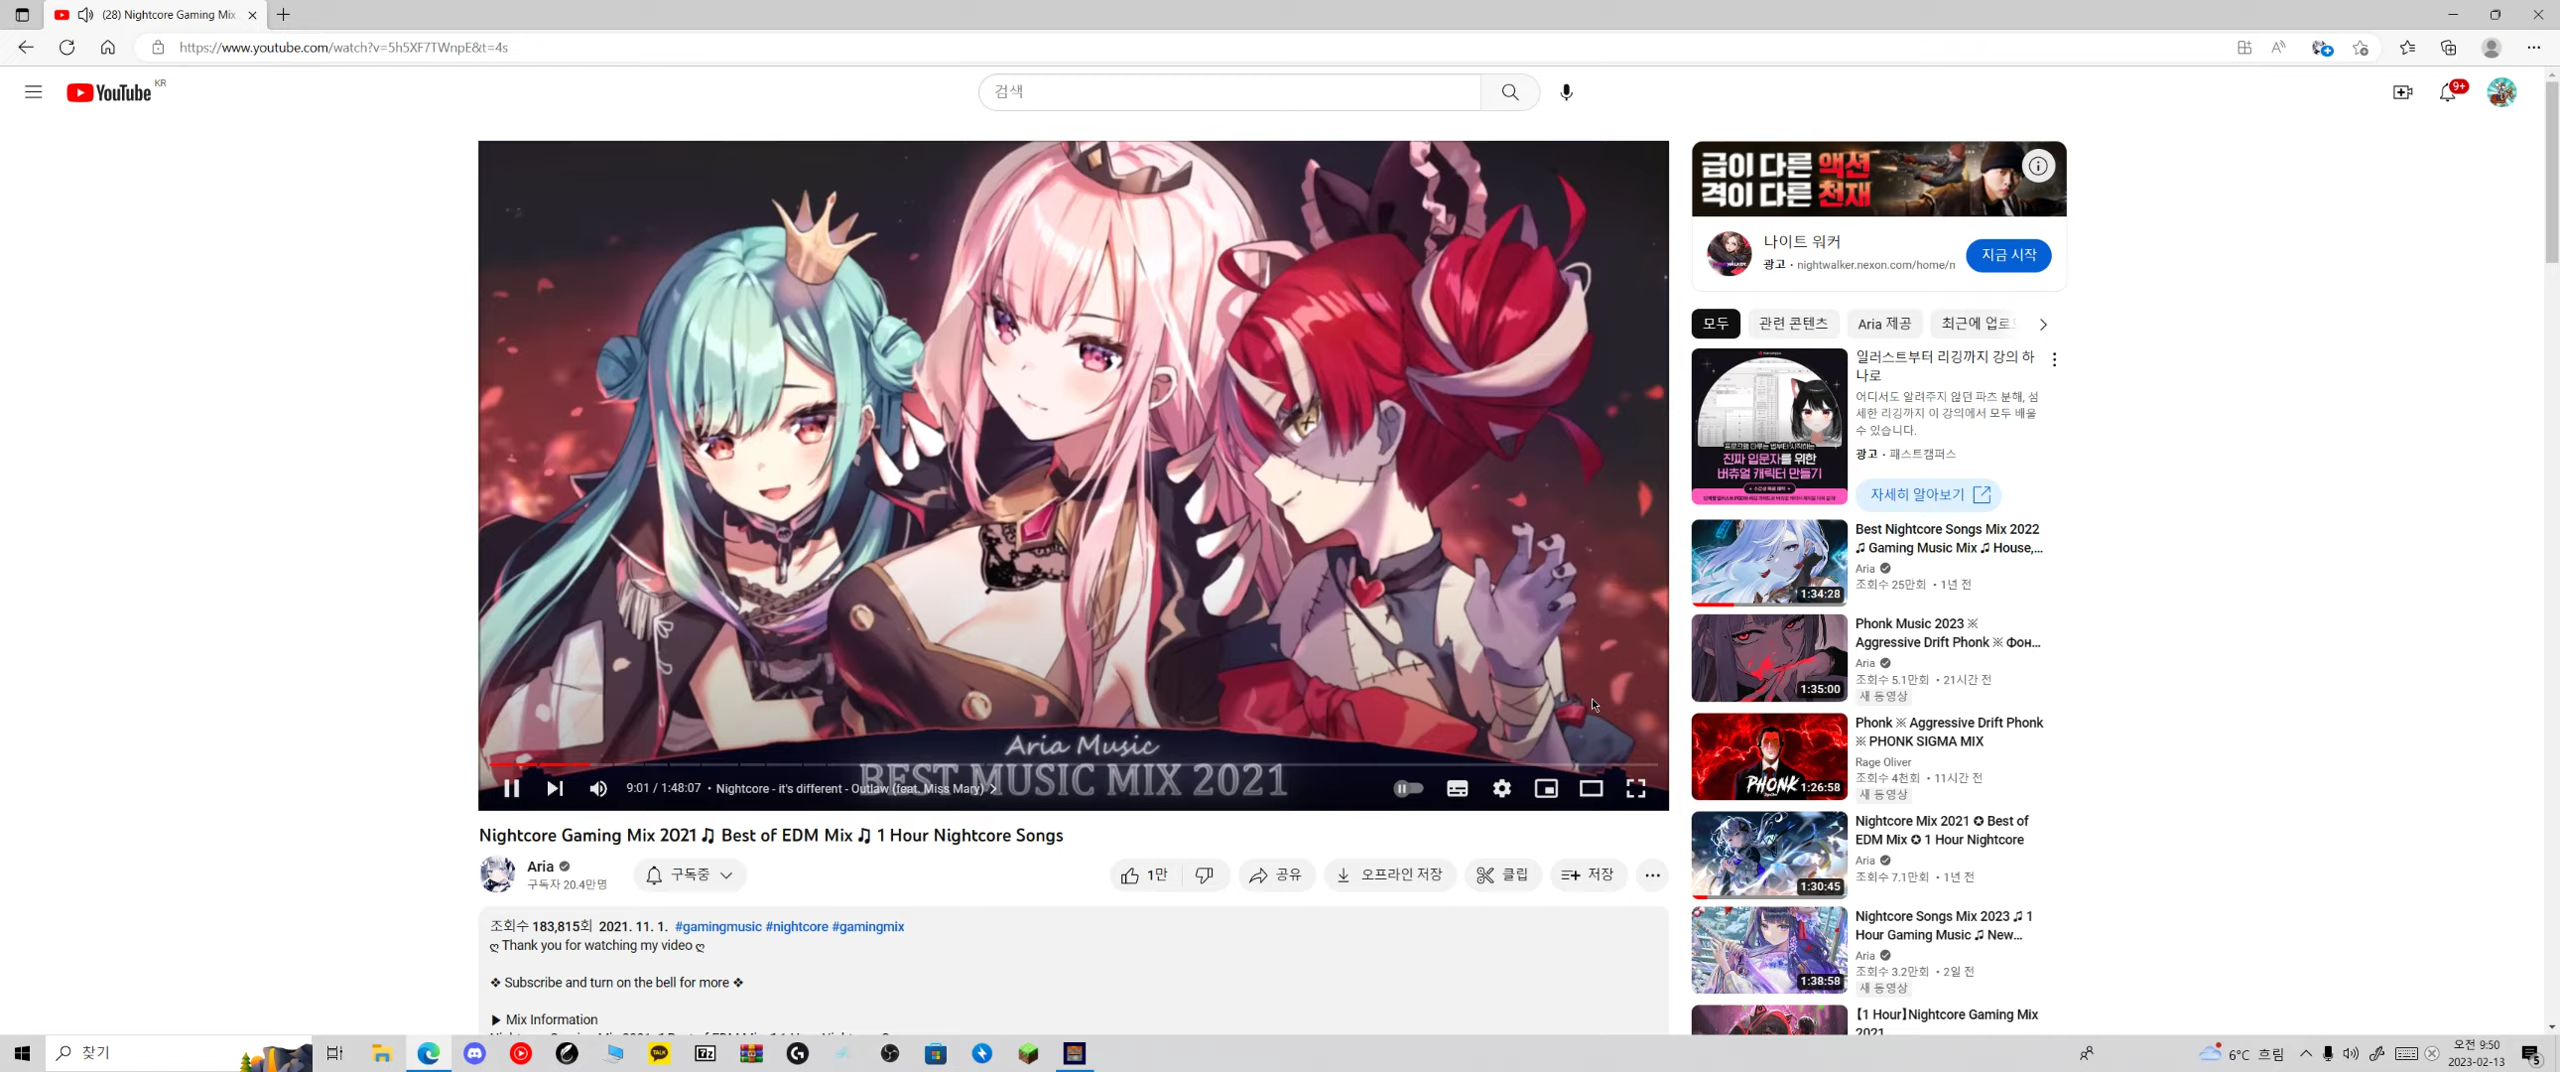 (28) Nightcore Gaming Mix
https://www.youtube.com/watch?v=5h5XF7TWnpE&t=4s
YouTube KR
검색
9+
Aria Music
BEST MUSIC MIX 2021
9:01 / 1:48:07 • Nightcore - it's different - Outlaw (feat. Miss Mary)
Nightcore Gaming Mix 2021 ♫ Best of EDM Mix ♫ 1 Hour Nightcore Songs
Aria
구독자 20.4만명
구독중
1만
공유
오프라인 저장
클립
저장
조회수 183,815회 2021. 11. 1. #gamingmusic #nightcore #gamingmix
ღ Thank you for watching my video ღ
❖ Subscribe and turn on the bell for more ❖
▶ Mix Information
급이 다른 액션
격이 다른 천재
나이트 워커
광고 • nightwalker.nexon.com/home/n
지금 시작
모두
관련 콘텐츠
Aria 제공
최근에 업로
진짜 입문자를 위한
버츄얼 캐릭터 만들기
일러스트부터 리깅까지 강의 하
나로
어디서도 알려주지 않던 파츠 분해, 섬
세한 리깅까지 이 강의에서 모두 배울
수 있습니다.
광고 • 패스트캠퍼스
자세히 알아보기
1:34:28
Best Nightcore Songs Mix 2022
♫ Gaming Music Mix ♫ House,...
Aria
조회수 25만회 • 1년 전
1:35:00
Phonk Music 2023 ※
Aggressive Drift Phonk ※ Фон...
Aria
조회수 5.1만회 • 21시간 전
새 동영상
PHONK
1:26:58
Phonk ※ Aggressive Drift Phonk
※ PHONK SIGMA MIX
Rage Oliver
조회수 4천회 • 11시간 전
새 동영상
1:30:45
Nightcore Mix 2021 ✪ Best of
EDM Mix ✪ 1 Hour Nightcore
Aria
조회수 7.1만회 • 1년 전
1:38:58
Nightcore Songs Mix 2023 ♫ 1
Hour Gaming Music ♫ New...
Aria
조회수 3.2만회 • 2일 전
새 동영상
【1 Hour】Nightcore Gaming Mix
2021
찾기
TALK
7z
6°C 흐림
오전 9:50
2023-02-13
5